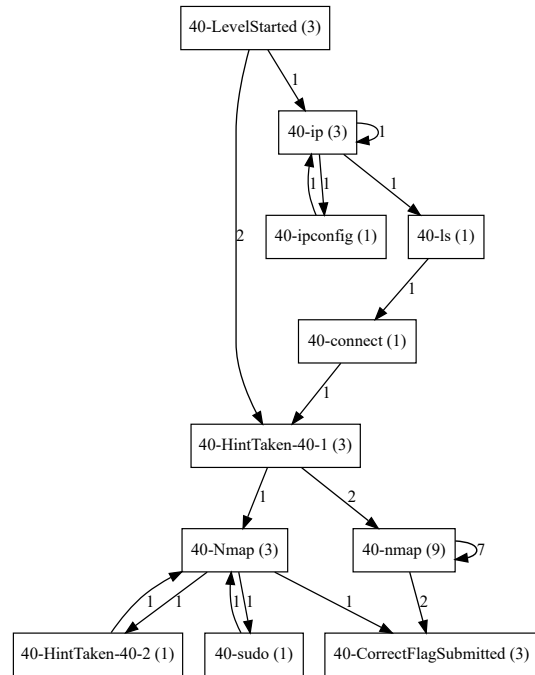 40-LevelStarted (3)
1
40-ip (3)
1
1
1
1
2
40-ipconfig (1)
40-ls (1)
1
40-connect (1)
1
40-HintTaken-40-1 (3)
1
2
40-Nmap (3)
40-nmap (9)
7
1
1
1
1
1
2
40-HintTaken-40-2 (1)
40-sudo (1)
40-CorrectFlagSubmitted (3)